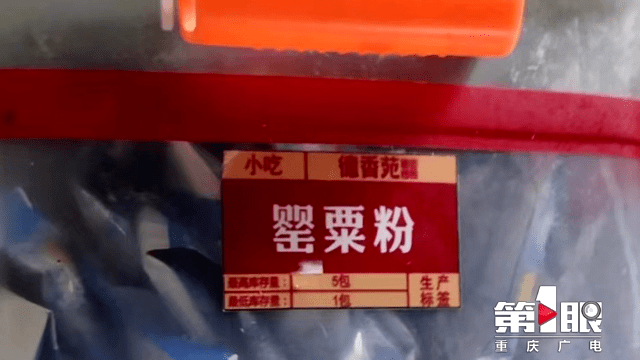 小吃 德香苑
罂粟粉
最高库存量： 5包
最低库存量： 1包
生产
标签
第1眼
重庆广电